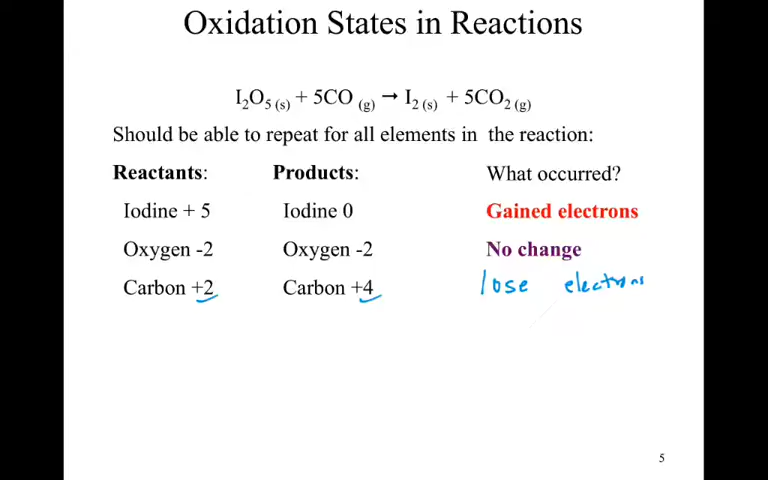 Oxidation States in Reactions
I₂O₅ (s) + 5CO (g) → I₂ (s) + 5CO₂ (g)
Should be able to repeat for all elements in the reaction:
Reactants: Products: What occurred?
Iodine + 5 Iodine 0 Gained electrons
Oxygen -2 Oxygen -2 No change
Carbon +2 Carbon +4 lose electrons
5